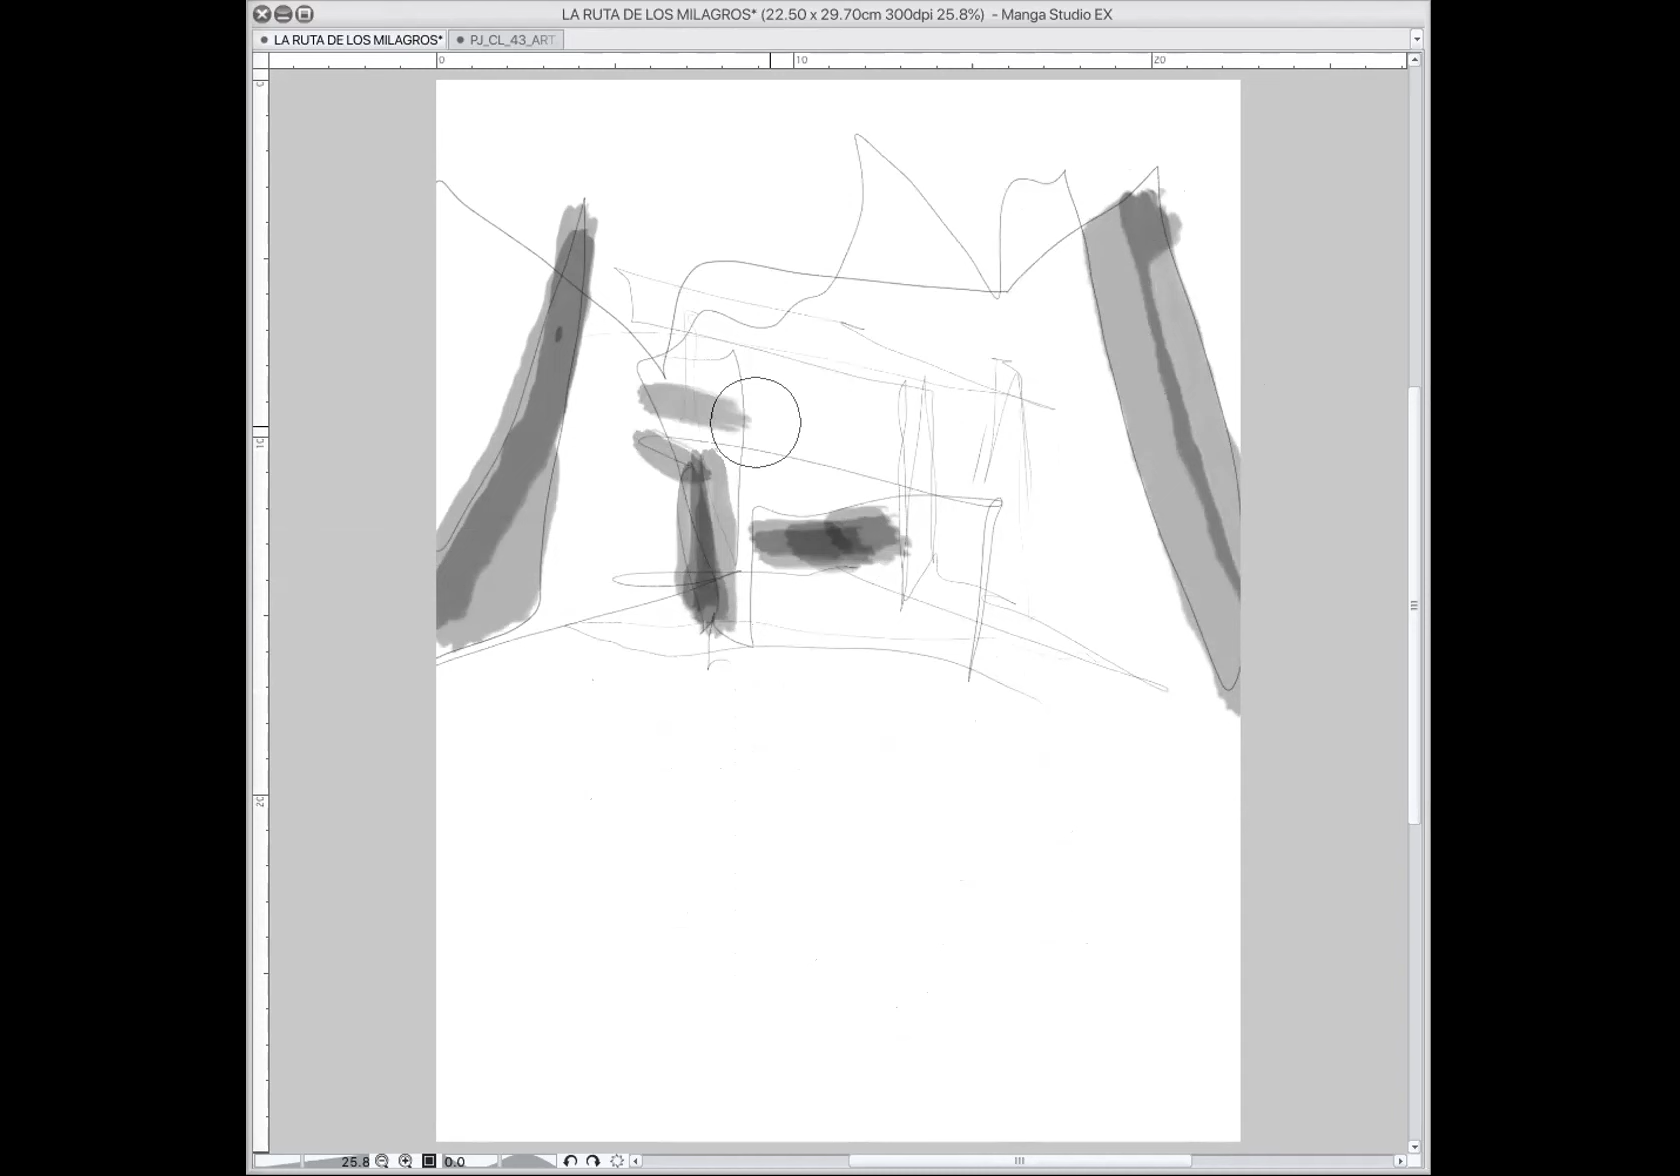 LA RUTA DE LOS MILAGROS* (22.50 x 29.70cm 300dpi 25.8%) - Manga Studio EX
LA RUTA DE LOS MILAGROS* PJ_CL_43_ART
0 10 20
0
10
20
25.8 0.0